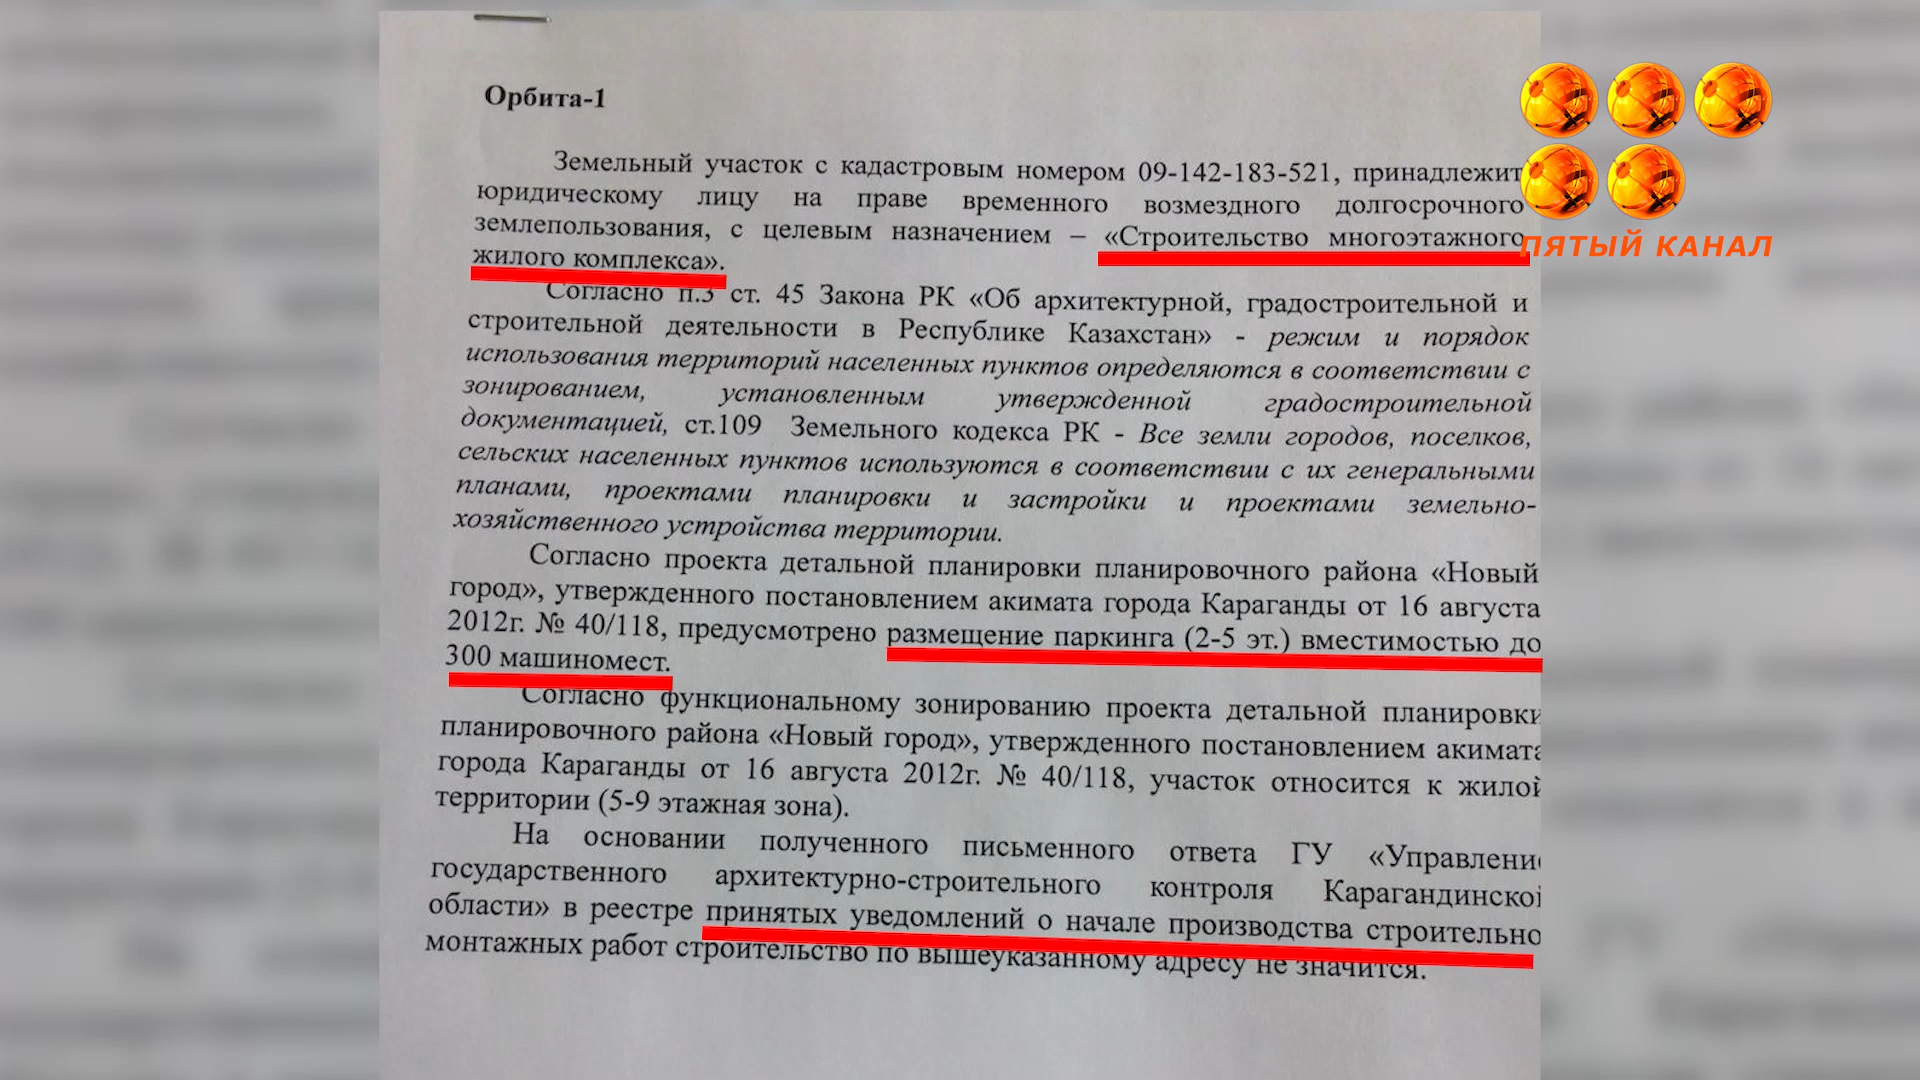 Орбита-1
Земельный участок с кадастровым номером 09-142-183-521, принадлежит
юридическому лицу на праве временного возмездного долгосрочного
землепользования, с целевым назначением – «Строительство многоэтажного
жилого комплекса».
Согласно п.3 ст. 45 Закона РК «Об архитектурной, градостроительной и
строительной деятельности в Республике Казахстан» - режим и порядок
использования территорий населенных пунктов определяются в соответствии с
зонированием, установленным утвержденной градостроительной
документацией, ст.109 Земельного кодекса РК - Все земли городов, поселков,
сельских населенных пунктов используются в соответствии с их генеральными
планами, проектами планировки и застройки и проектами земельно-
хозяйственного устройства территории.
Согласно проекта детальной планировки планировочного района «Новый
город», утвержденного постановлением акимата города Караганды от 16 августа
2012г. № 40/118, предусмотрено размещение паркинга (2-5 эт.) вместимостью до
300 машиномест.
Согласно функциональному зонированию проекта детальной планировки
планировочного района «Новый город», утвержденного постановлением акимата
города Караганды от 16 августа 2012г. № 40/118, участок относится к жилой
территории (5-9 этажная зона).
На основании полученного письменного ответа ГУ «Управление
государственного архитектурно-строительного контроля Карагандинской
области» в реестре принятых уведомлений о начале производства строительно
монтажных работ строительство по вышеуказанному адресу не значится.
ПЯТЫЙ КАНАЛ